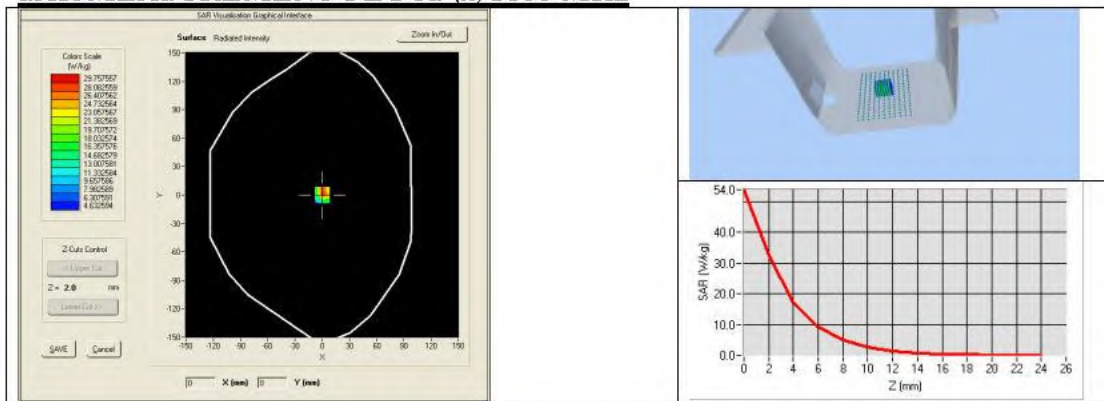 SAR Visualisation Graphical Interface
Surface Radiated Intensity
Zoom In/Out
Colors Scale
(W/kg)
29.757557
28.082559
26.407562
24.732564
23.057567
21.382569
19.707572
18.032574
16.357576
14.682579
13.007581
11.332584
9.657586
7.982589
6.307591
4.632594
Z-Cuts Control
Z = 2.0 mm
SAVE
Cancel
150
120
90
60
30
0
-30
-60
-90
-120
-150
Y
-150 -120 -90 -60 -30 0 30 60 90 120 150
X
0 X (mm) 0 Y (mm)
54.0
40.0
30.0
20.0
10.0
0.0
SAR (W/kg)
0 2 4 6 8 10 12 14 16 18 20 22 24 26
Z (mm)